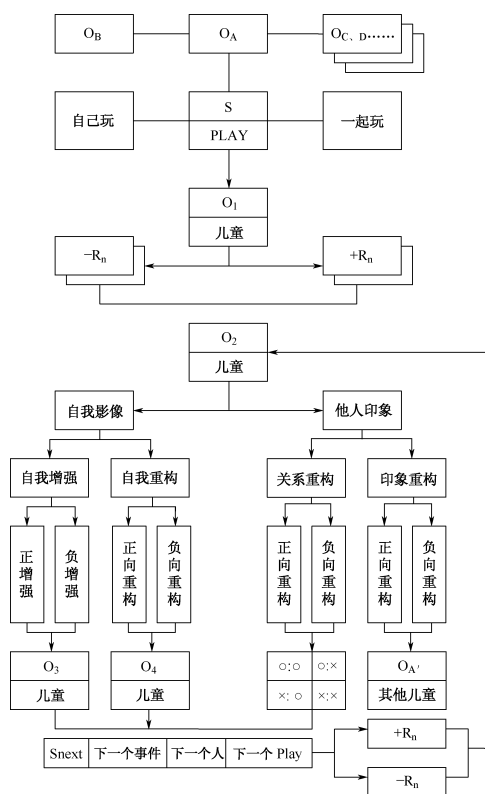 O_B O_A O_C、D……
自己玩 S 一起玩
PLAY
O_1
儿童
−R_n +R_n
O_2
儿童
自我影像 他人印象
自我增强 自我重构 关系重构 印象重构
正增强 负增强 正向重构 负向重构 正向重构 负向重构 正向重构 负向重构
O_3 O_4 ○:○ ○:× O_A′
儿童 儿童 ×:○ ×:× 其他儿童
Snext 下一个事件 下一个人 下一个 Play +R_n
−R_n